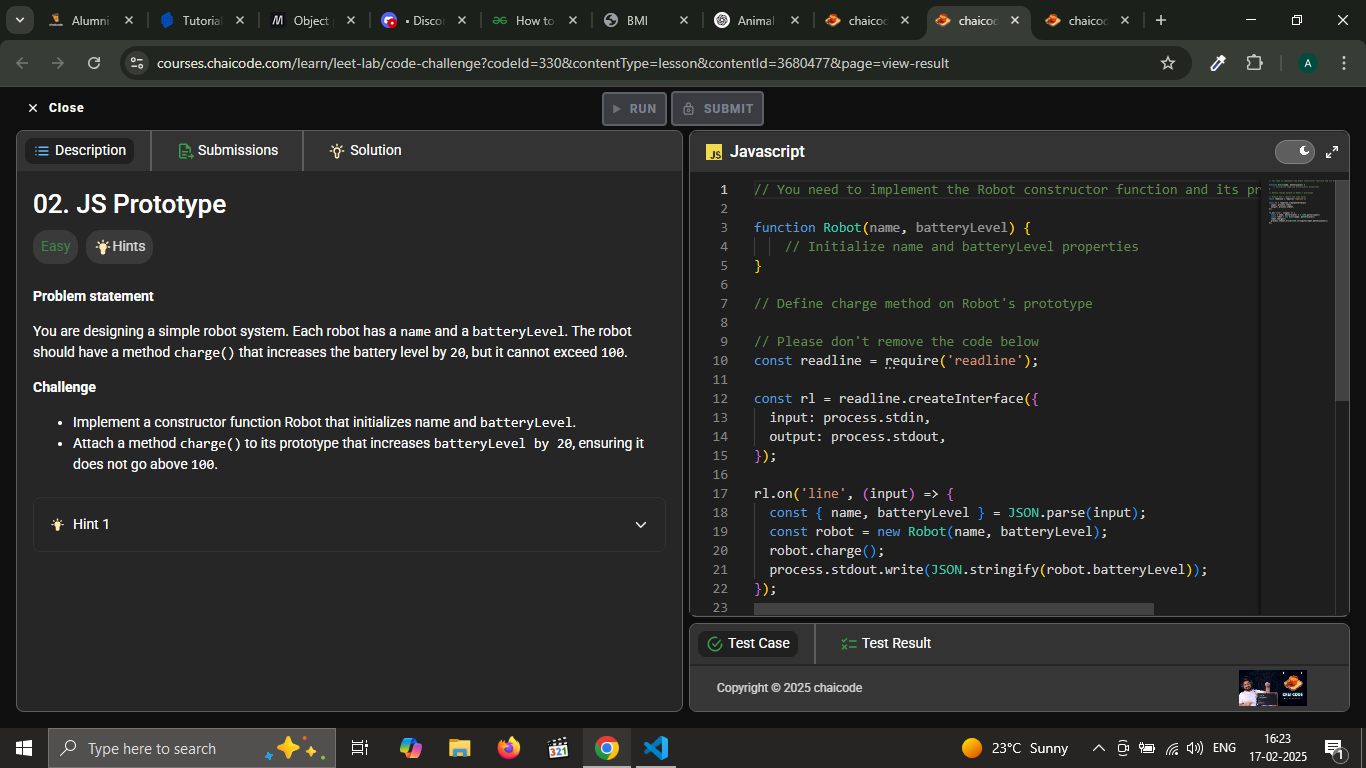 Alumni
Tutorial
Object
• Discor
How to
BMI
Animal
chaicod
chaicod
chaicod
courses.chaicode.com/learn/leet-lab/code-challenge?codeId=330&contentType=lesson&contentId=3680477&page=view-result
A
Close
RUN
SUBMIT
Description
Submissions
Solution
02. JS Prototype
Easy
Hints
Problem statement
You are designing a simple robot system. Each robot has a name and a batteryLevel. The robot
should have a method charge() that increases the battery level by 20, but it cannot exceed 100.
Challenge
• Implement a constructor function Robot that initializes name and batteryLevel.
• Attach a method charge() to its prototype that increases batteryLevel by 20, ensuring it
does not go above 100.
Hint 1
JS Javascript
1 // You need to implement the Robot constructor function and its pr
2
3 function Robot(name, batteryLevel) {
4 // Initialize name and batteryLevel properties
5 }
6
7 // Define charge method on Robot's prototype
8
9 // Please don't remove the code below
10 const readline = require('readline');
11
12 const rl = readline.createInterface({
13 input: process.stdin,
14 output: process.stdout,
15 });
16
17 rl.on('line', (input) => {
18 const { name, batteryLevel } = JSON.parse(input);
19 const robot = new Robot(name, batteryLevel);
20 robot.charge();
21 process.stdout.write(JSON.stringify(robot.batteryLevel));
22 });
23
Test Case
Test Result
Copyright © 2025 chaicode
CHAI CODE
Type here to search
321
23°C Sunny
ENG
16:23
17-02-2025
1